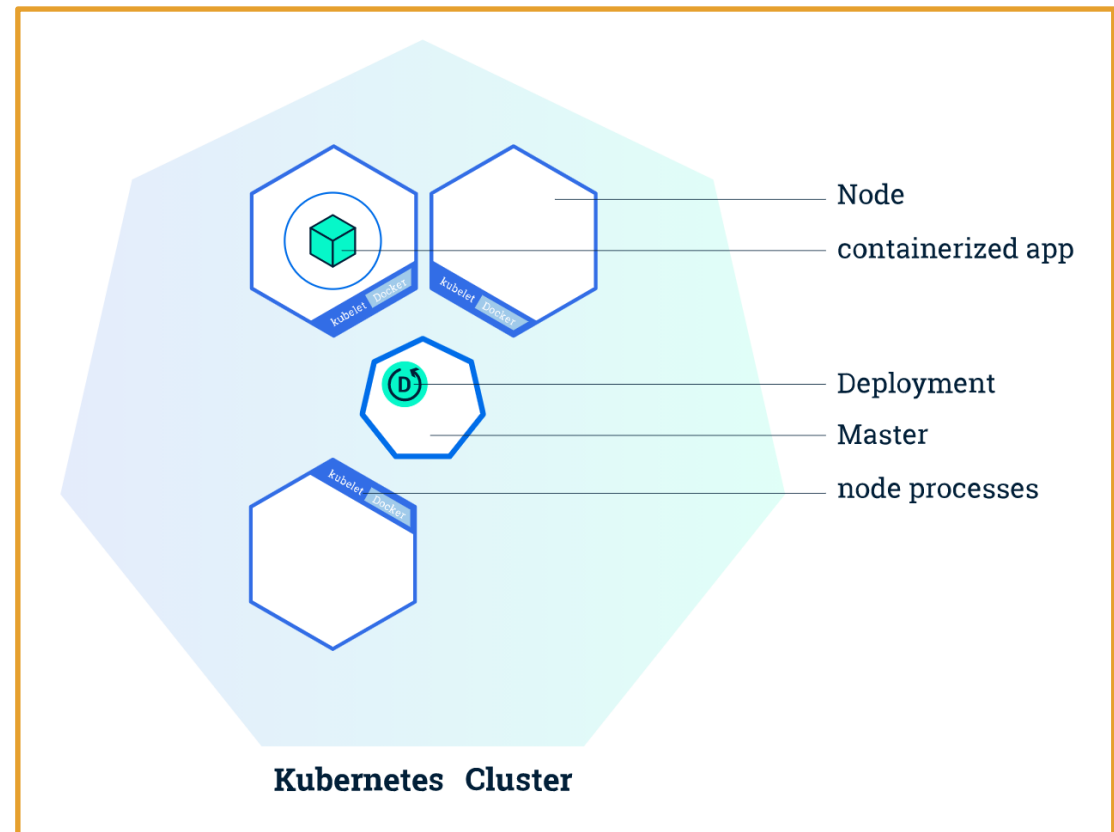 Node
containerized app
kubelet Docker
kubelet Docker
D
Deployment
Master
node processes
kubelet Docker
Kubernetes Cluster